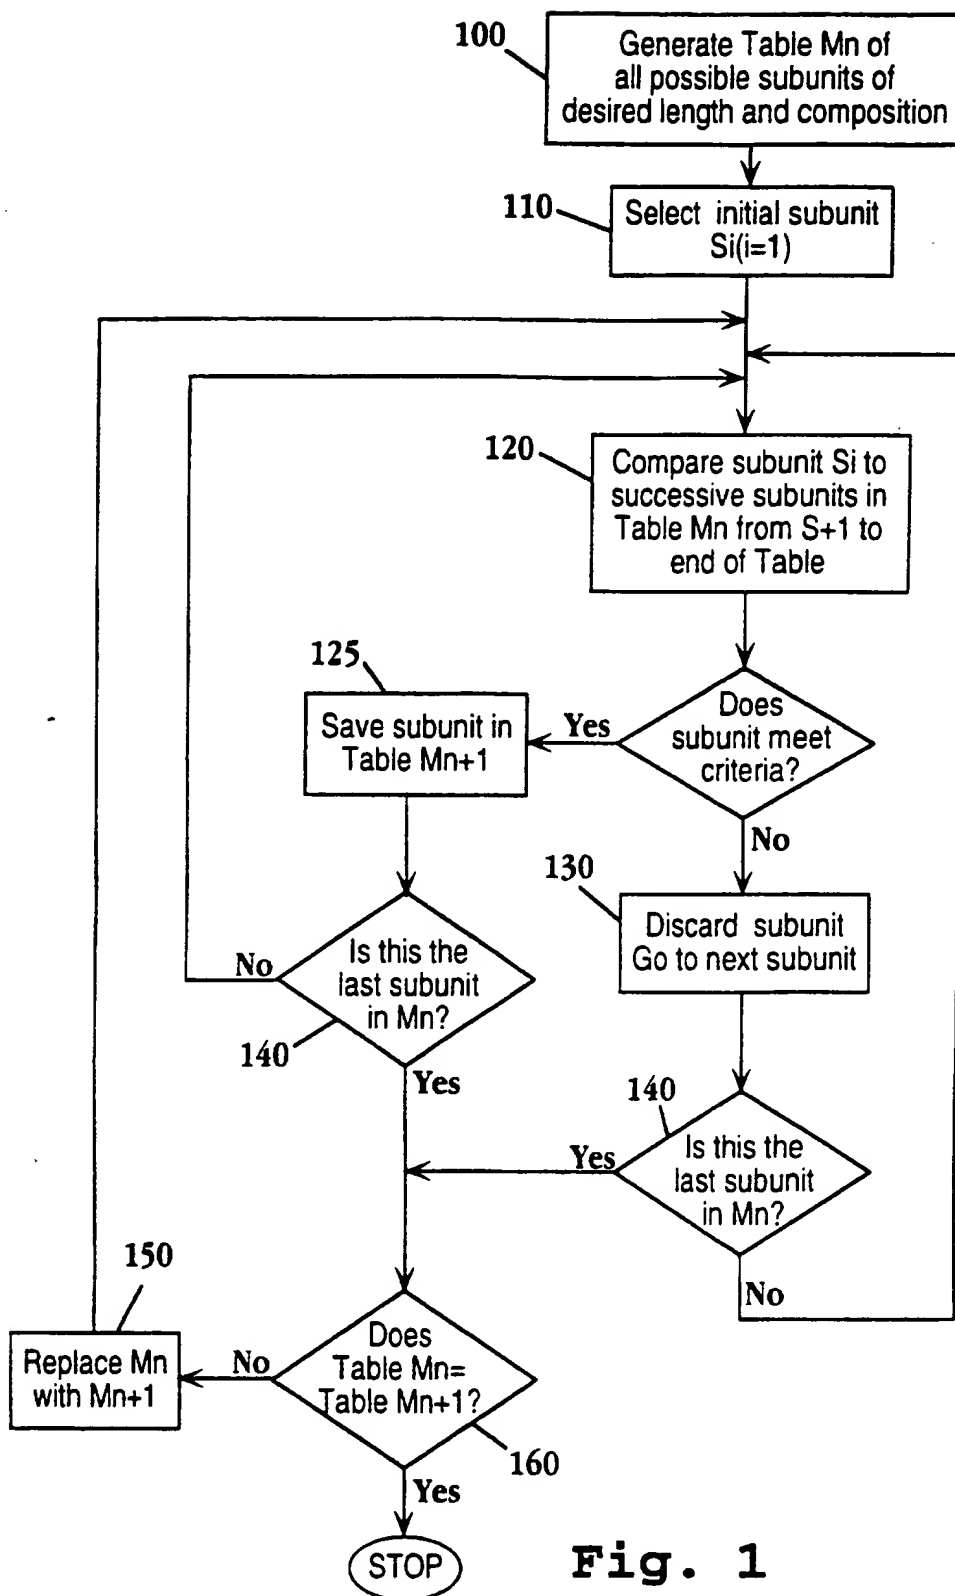 100
Generate Table Mn of
all possible subunits of
desired length and composition
110
Select initial subunit
Si(i=1)
120
Compare subunit Si to
successive subunits in
Table Mn from S+1 to
end of Table
125
Save subunit in
Table Mn+1
Yes
Does
subunit meet
criteria?
No
130
Discard subunit
Go to next subunit
No
Is this the
last subunit
in Mn?
140
Yes
140
Yes
Is this the
last subunit
in Mn?
No
150
Replace Mn
with Mn+1
No
Does
Table Mn=
Table Mn+1?
160
Yes
STOP
Fig. 1